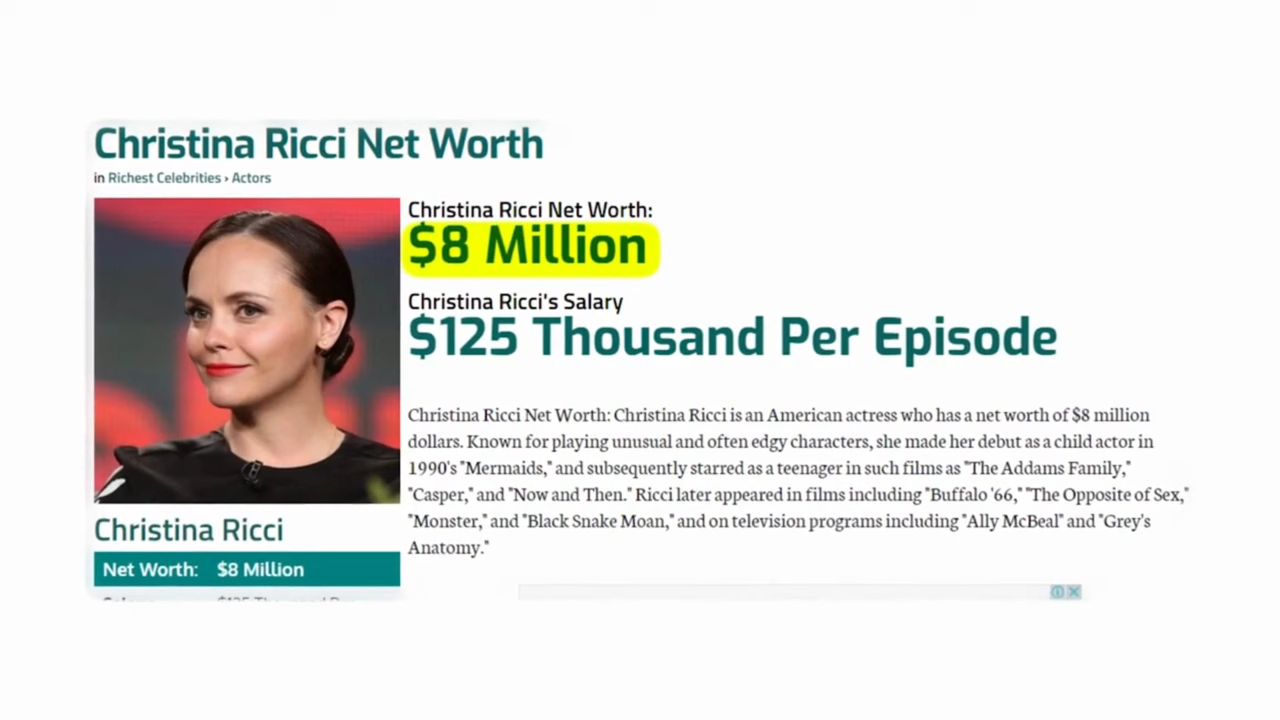 Christina Ricci Net Worth
in Richest Celebrities › Actors
Christina Ricci Net Worth:
$8 Million
Christina Ricci's Salary
$125 Thousand Per Episode
Christina Ricci Net Worth: Christina Ricci is an American actress who has a net worth of $8 million
dollars. Known for playing unusual and often edgy characters, she made her debut as a child actor in
1990's "Mermaids," and subsequently starred as a teenager in such films as "The Addams Family,"
"Casper," and "Now and Then." Ricci later appeared in films including "Buffalo '66," "The Opposite of Sex,"
"Monster," and "Black Snake Moan," and on television programs including "Ally McBeal" and "Grey's
Anatomy."
Christina Ricci
Net Worth: $8 Million